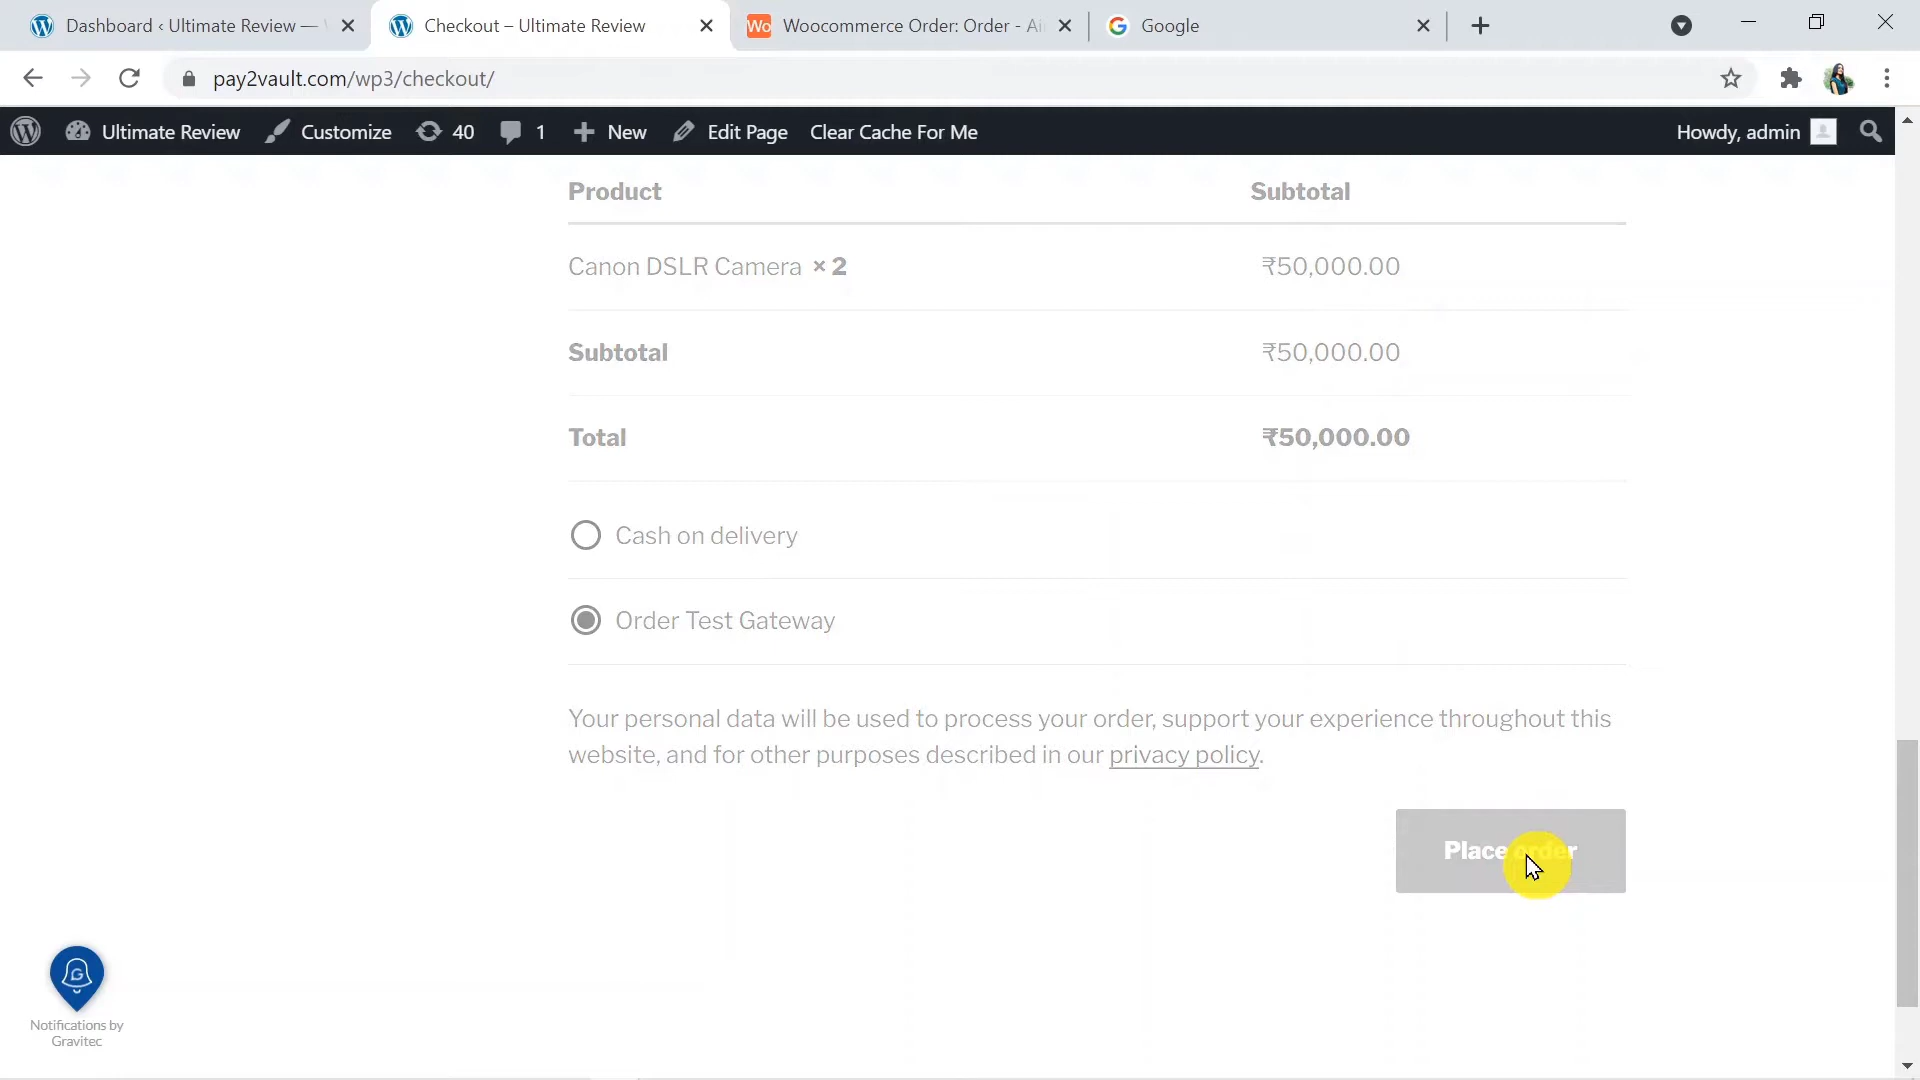 Dashboard ‹ Ultimate Review —
Checkout – Ultimate Review
Wo
Woocommerce Order: Order - Ai
Google
pay2vault.com/wp3/checkout/
Ultimate Review
Customize
40
1
New
Edit Page
Clear Cache For Me
Howdy, admin
Product
Subtotal
Canon DSLR Camera × 2
₹50,000.00
Subtotal
₹50,000.00
Total
₹50,000.00
Cash on delivery
Order Test Gateway
Your personal data will be used to process your order, support your experience throughout this
website, and for other purposes described in our privacy policy.
Place order
Notifications by
Gravitec